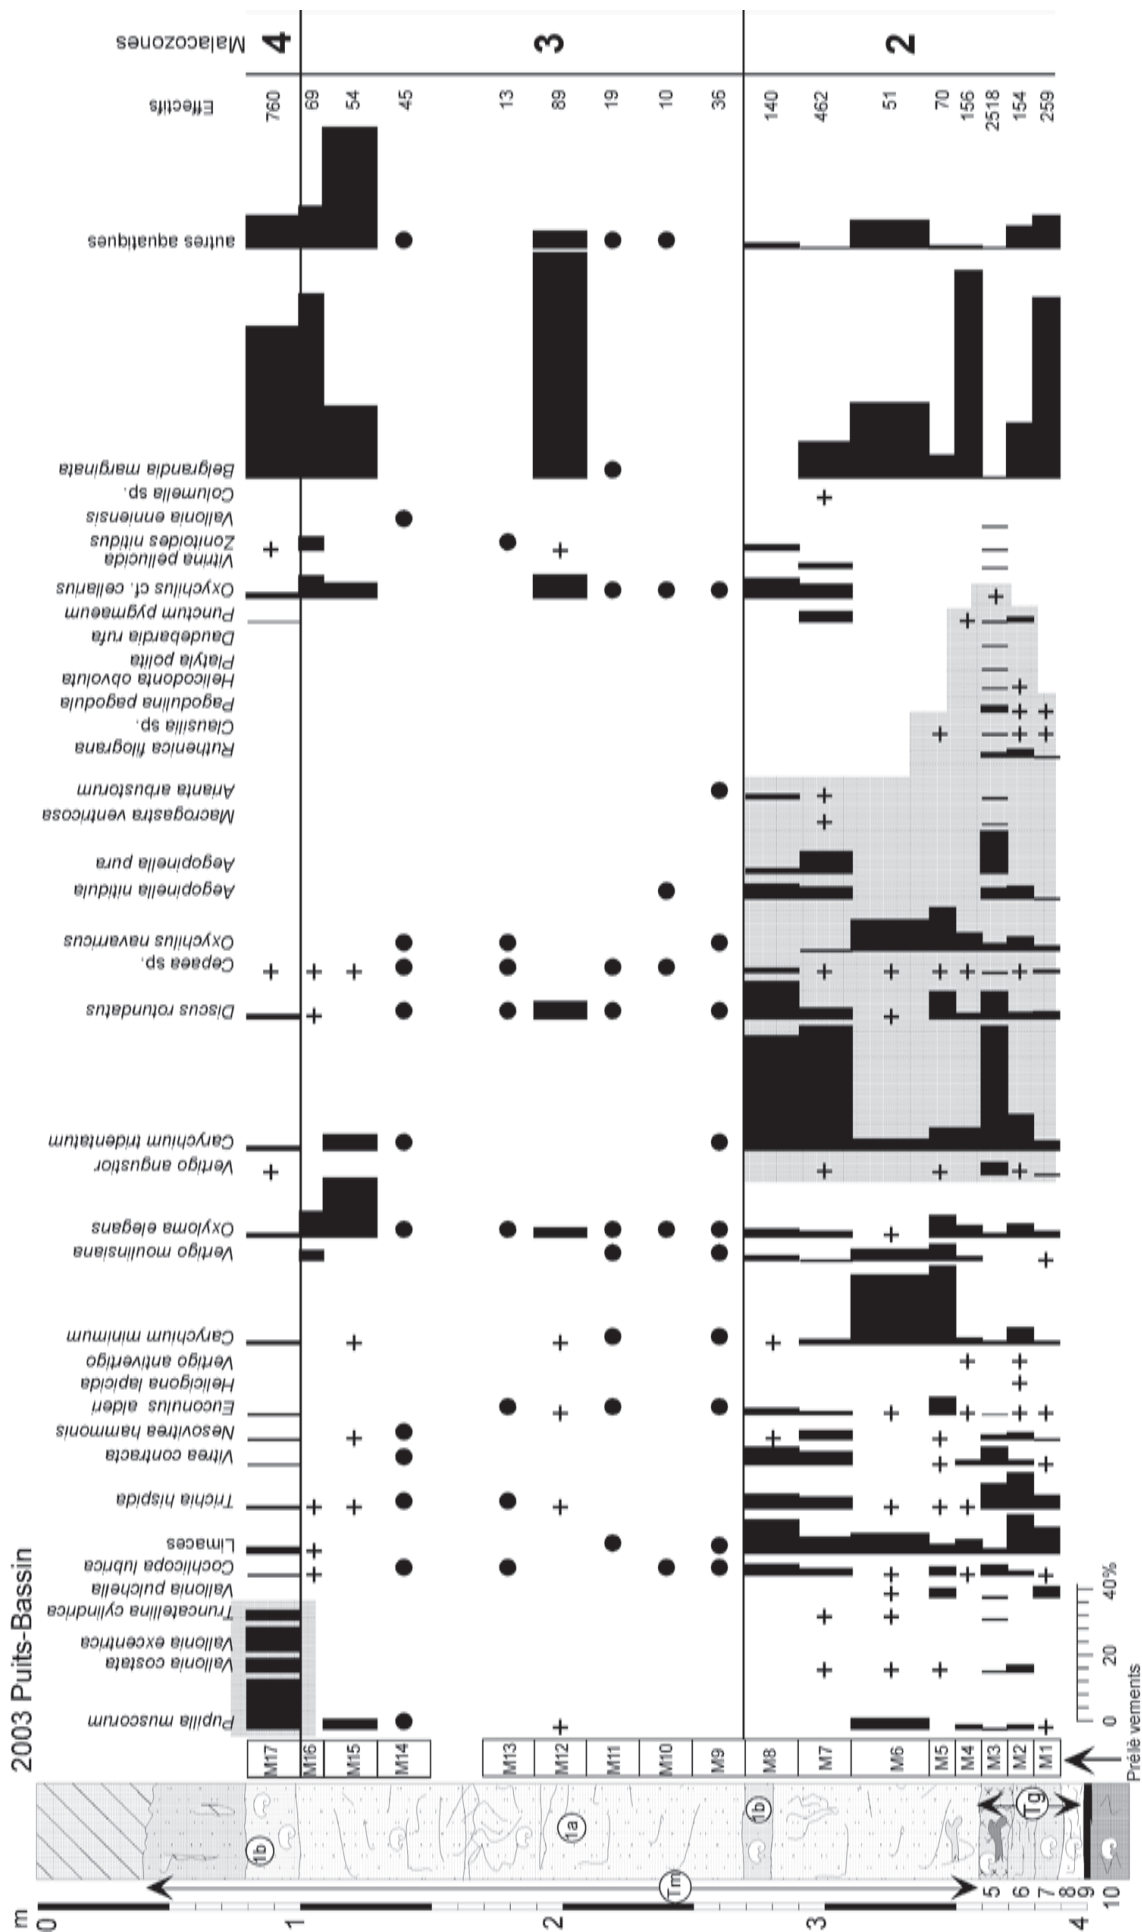 2003 Puits-Bassin
m
0
1
2
3
4
Tm
Tg
1b
1a
1b
5
6
7
8
9
10
M17
M16
M15
M14
M13
M12
M11
M10
M9
M8
M7
M6
M5
M4
M3
M2
M1
Prélèvements
0
20
40%
Pupilla muscorum
Vallonia costata
Vallonia excentrica
Truncatellina cylindrica
Vallonia pulchella
Cochlicopa lubrica
Limaces
Trichia hispida
Vitrea contracta
Nesovitrea hammonis
Euconulus alderi
Helicigona lapicida
Vertigo antivertigo
Carychium minimum
Vertigo moulinsiana
Oxyloma elegans
Vertigo angustior
Carychium tridentatum
Discus rotundatus
Cepaea sp.
Oxychilus navarricus
Aegopinella nitidula
Aegopinella pura
Macrogastra ventricosa
Arianta arbustorum
Ruthenica filograna
Clausilia sp.
Pagodulina pagodula
Helicodonta obvoluta
Platyla polita
Daudebardia rufa
Punctum pygmaeum
Oxychilus cf. cellarius
Vitrina pellucida
Zonitoides nitidus
Vallonia enniensis
Columella sp.
Belgrandia marginata
autres aquatiques
Effectifs
760
69
54
45
13
89
19
10
36
140
462
51
70
156
2518
154
259
Malacozones
4
3
2